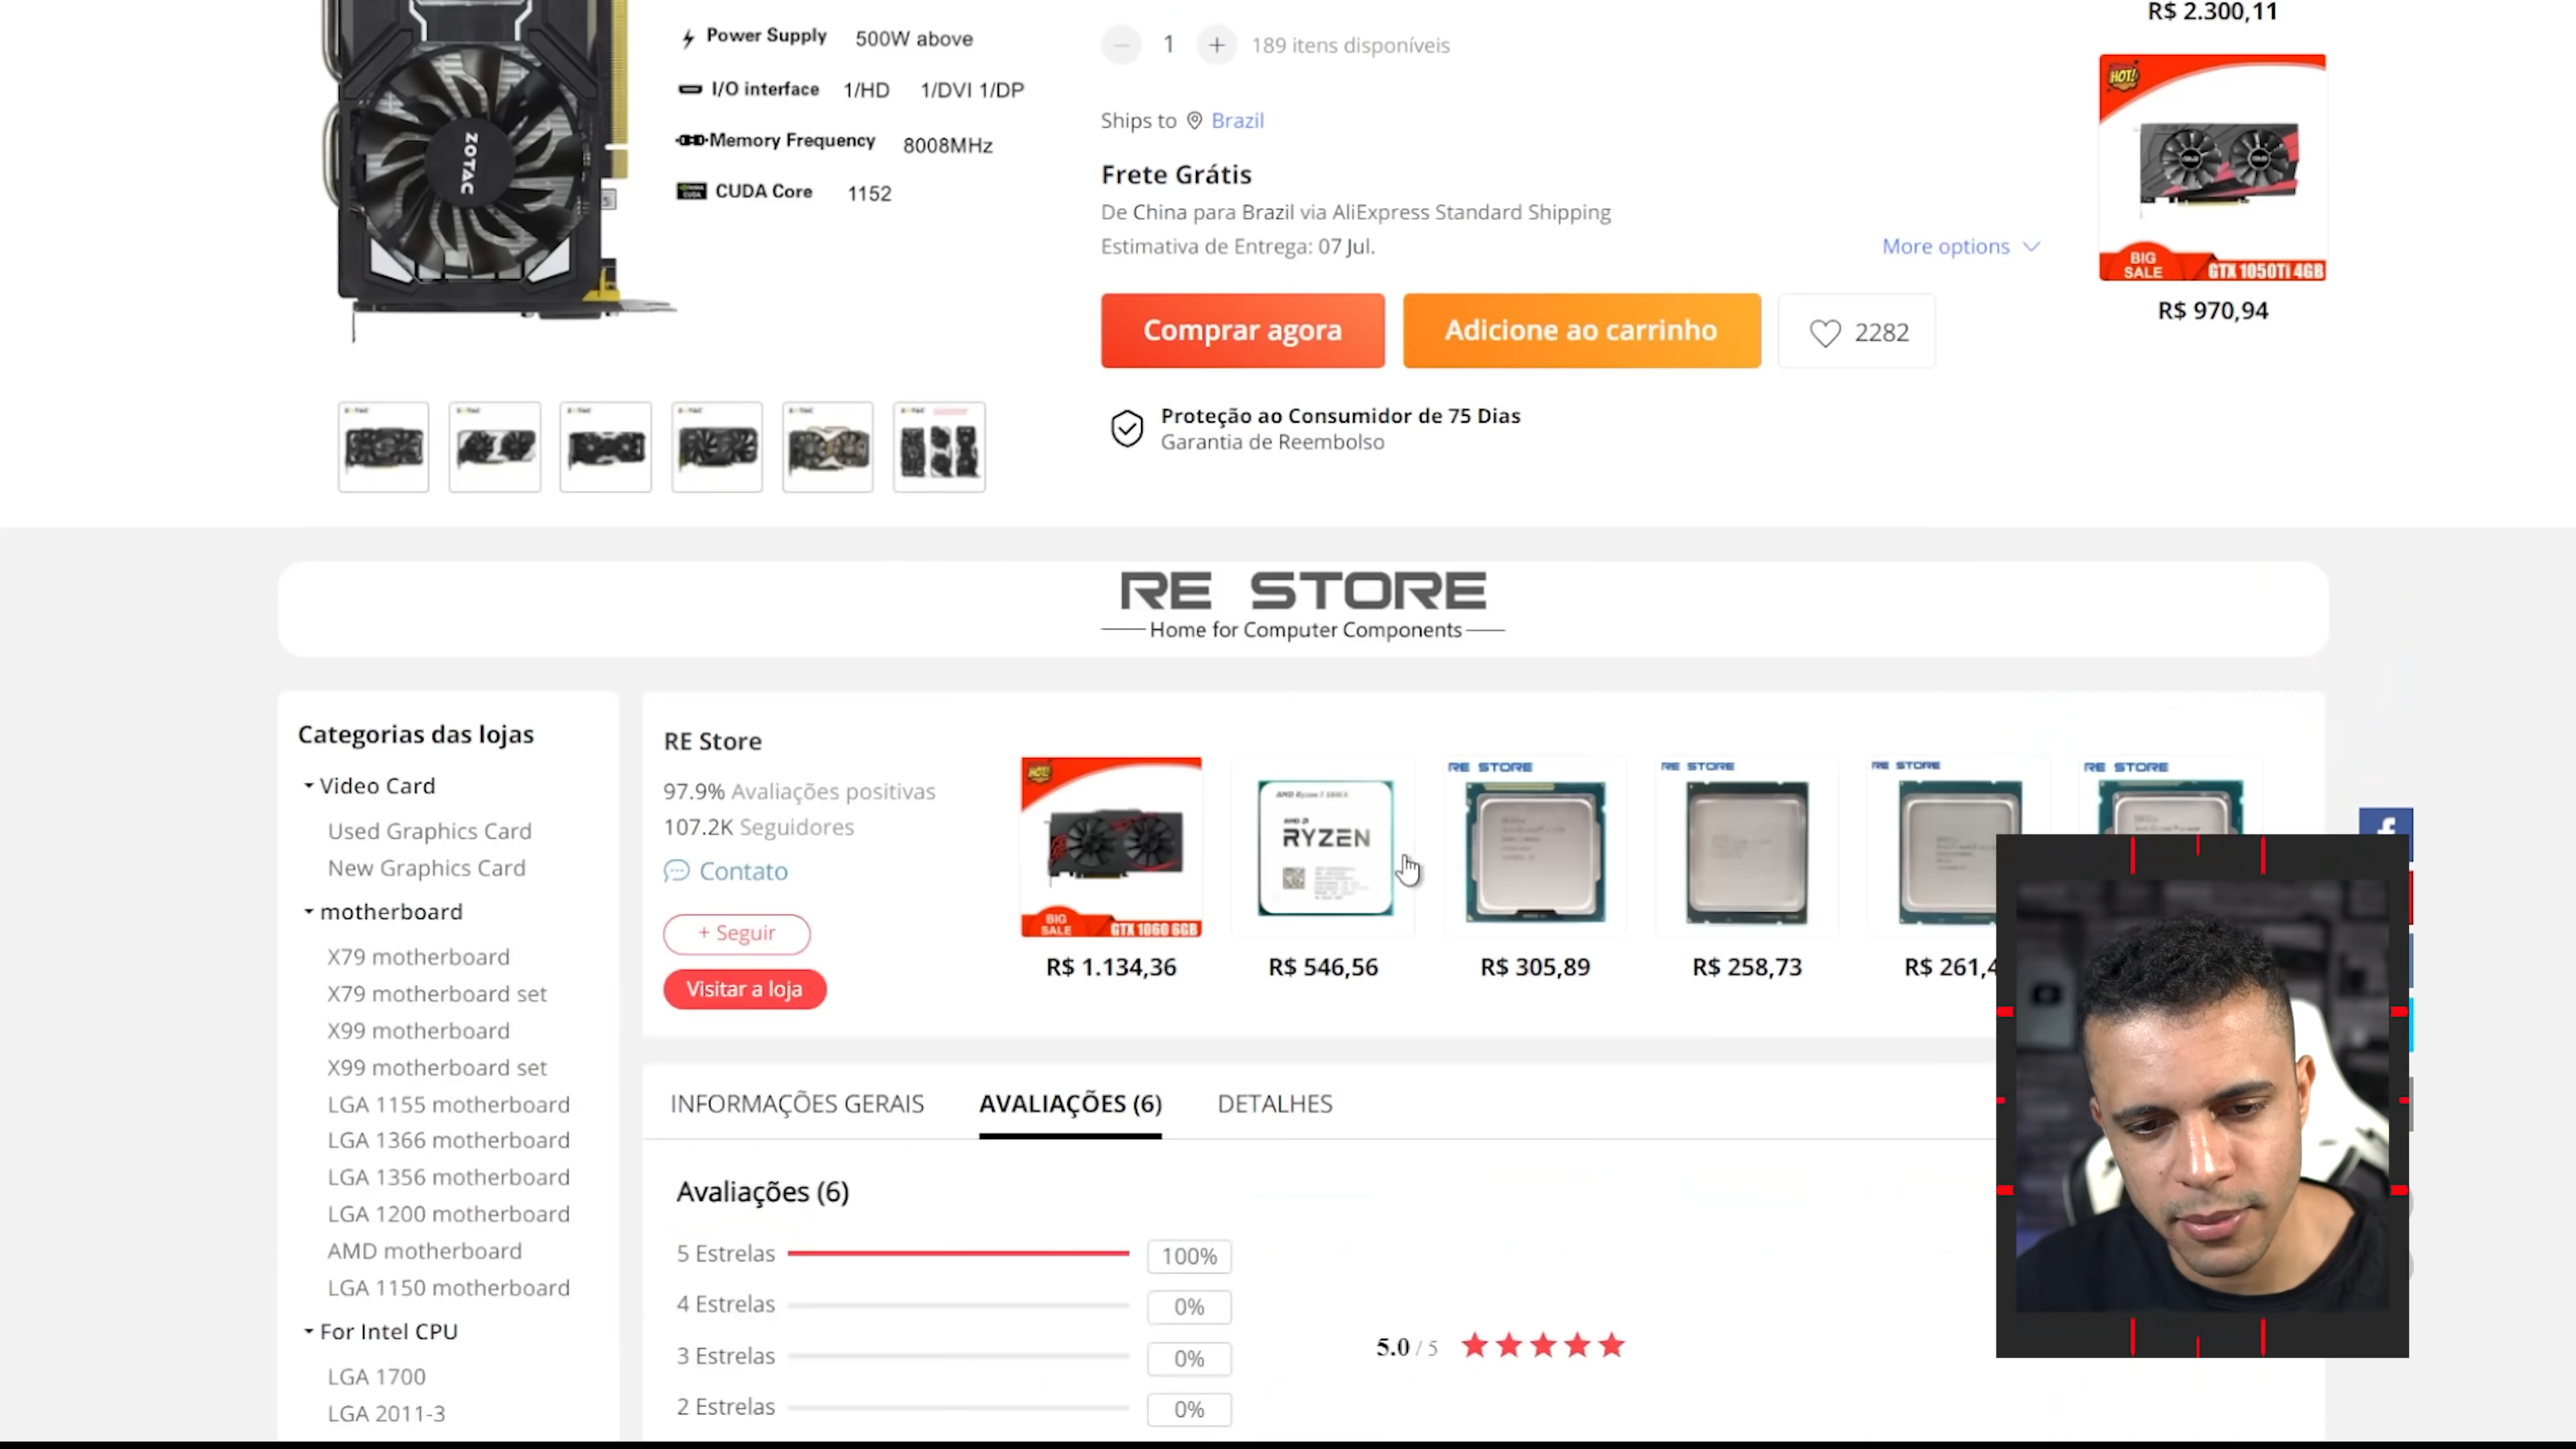 R$ 2.300,11
Power Supply 500W above
I/O interface 1/HD 1/DVI 1/DP
Memory Frequency 8008MHz
CUDA Core 1152
ZOTAC
1 189 itens disponíveis
Ships to Brazil
Frete Grátis
De China para Brazil via AliExpress Standard Shipping
Estimativa de Entrega: 07 Jul.
More options
Comprar agora
Adicione ao carrinho
2282
Proteção ao Consumidor de 75 Dias
Garantia de Reembolso
HOT!
BIG SALE
GTX 1050Ti 4GB
R$ 970,94
RE STORE
Home for Computer Components
Categorias das lojas
Video Card
Used Graphics Card
New Graphics Card
motherboard
X79 motherboard
X79 motherboard set
X99 motherboard
X99 motherboard set
LGA 1155 motherboard
LGA 1366 motherboard
LGA 1356 motherboard
LGA 1200 motherboard
AMD motherboard
LGA 1150 motherboard
For Intel CPU
LGA 1700
LGA 2011-3
RE Store
97.9% Avaliações positivas
107.2K Seguidores
Contato
+ Seguir
Visitar a loja
HOT!
BIG SALE
GTX 1060 6GB
R$ 1.134,36
AMD
RYZEN
R$ 546,56
RE STORE
R$ 305,89
RE STORE
R$ 258,73
RE STORE
R$ 261,4
RE STORE
INFORMAÇÕES GERAIS
AVALIAÇÕES (6)
DETALHES
Avaliações (6)
5 Estrelas 100%
4 Estrelas 0%
3 Estrelas 0%
2 Estrelas 0%
5.0 / 5